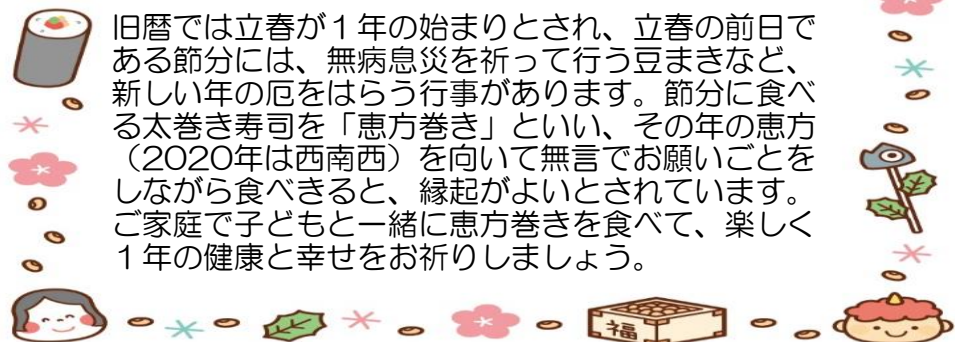 旧暦では立春が１年の始まりとされ、立春の前日で
ある節分には、無病息災を祈って行う豆まきなど、
新しい年の厄をはらう行事があります。節分に食べ
る太巻き寿司を「恵方巻き」といい、その年の恵方
（2020年は西南西）を向いて無言でお願いごとを
しながら食べきると、縁起がよいとされています。
ご家庭で子どもと一緒に恵方巻きを食べて、楽しく
１年の健康と幸せをお祈りしましょう。
福